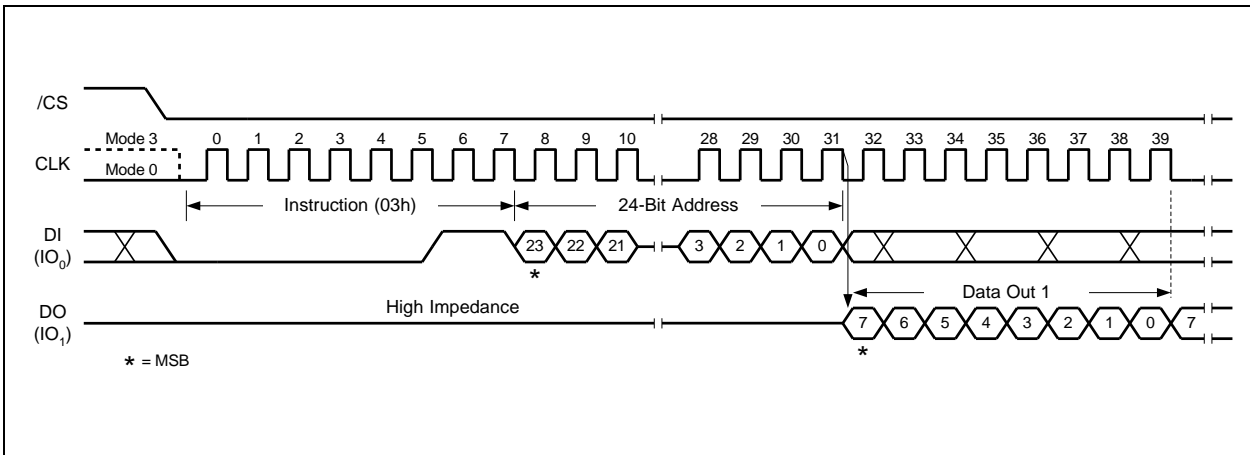 /CS
Mode 3
0 1 2 3 4 5 6 7 8 9 10 28 29 30 31 32 33 34 35 36 37 38 39
CLK
Mode 0
Instruction (03h)
24-Bit Address
DI
(IO0)
23 22 21 3 2 1 0
*
Data Out 1
High Impedance
DO
(IO1)
7 6 5 4 3 2 1 0 7
*
* = MSB